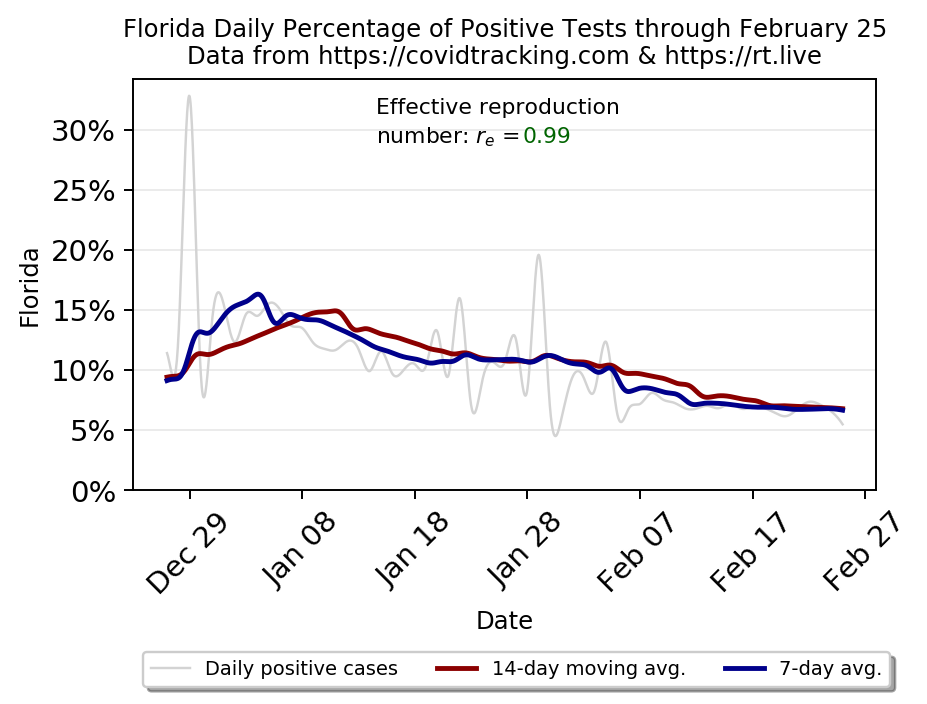 Florida Daily Percentage of Positive Tests through February 25
Data from https://covidtracking.com & https://rt.live
Effective reproduction
number: rₑ =0.99
30%
25%
20%
15%
10%
5%
0%
Florida
Dec 29
Jan 08
Jan 18
Jan 28
Feb 07
Feb 17
Feb 27
Date
Daily positive cases
14-day moving avg.
7-day avg.